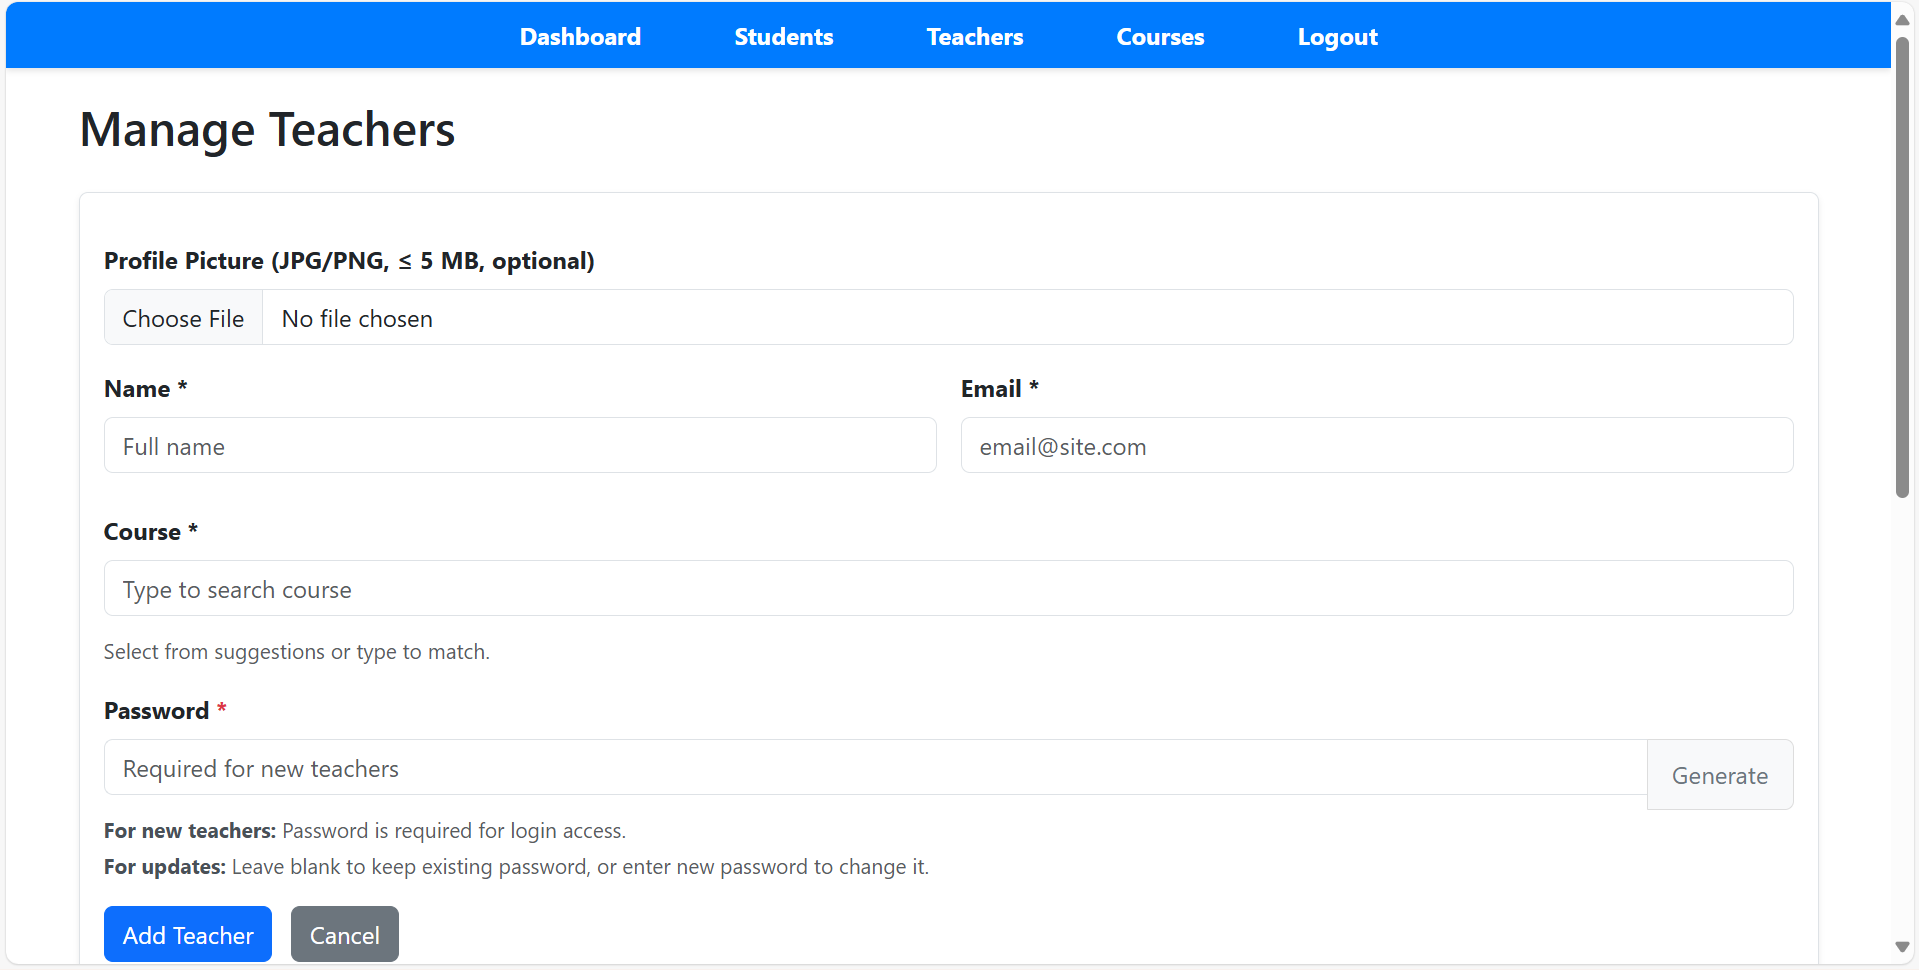 Dashboard Students Teachers Courses Logout
Manage Teachers
Profile Picture (JPG/PNG, ≤ 5 MB, optional)
Choose File No file chosen
Name * Email *
Full name email@site.com
Course *
Type to search course
Select from suggestions or type to match.
Password *
Required for new teachers Generate
For new teachers: Password is required for login access.
For updates: Leave blank to keep existing password, or enter new password to change it.
Add Teacher Cancel